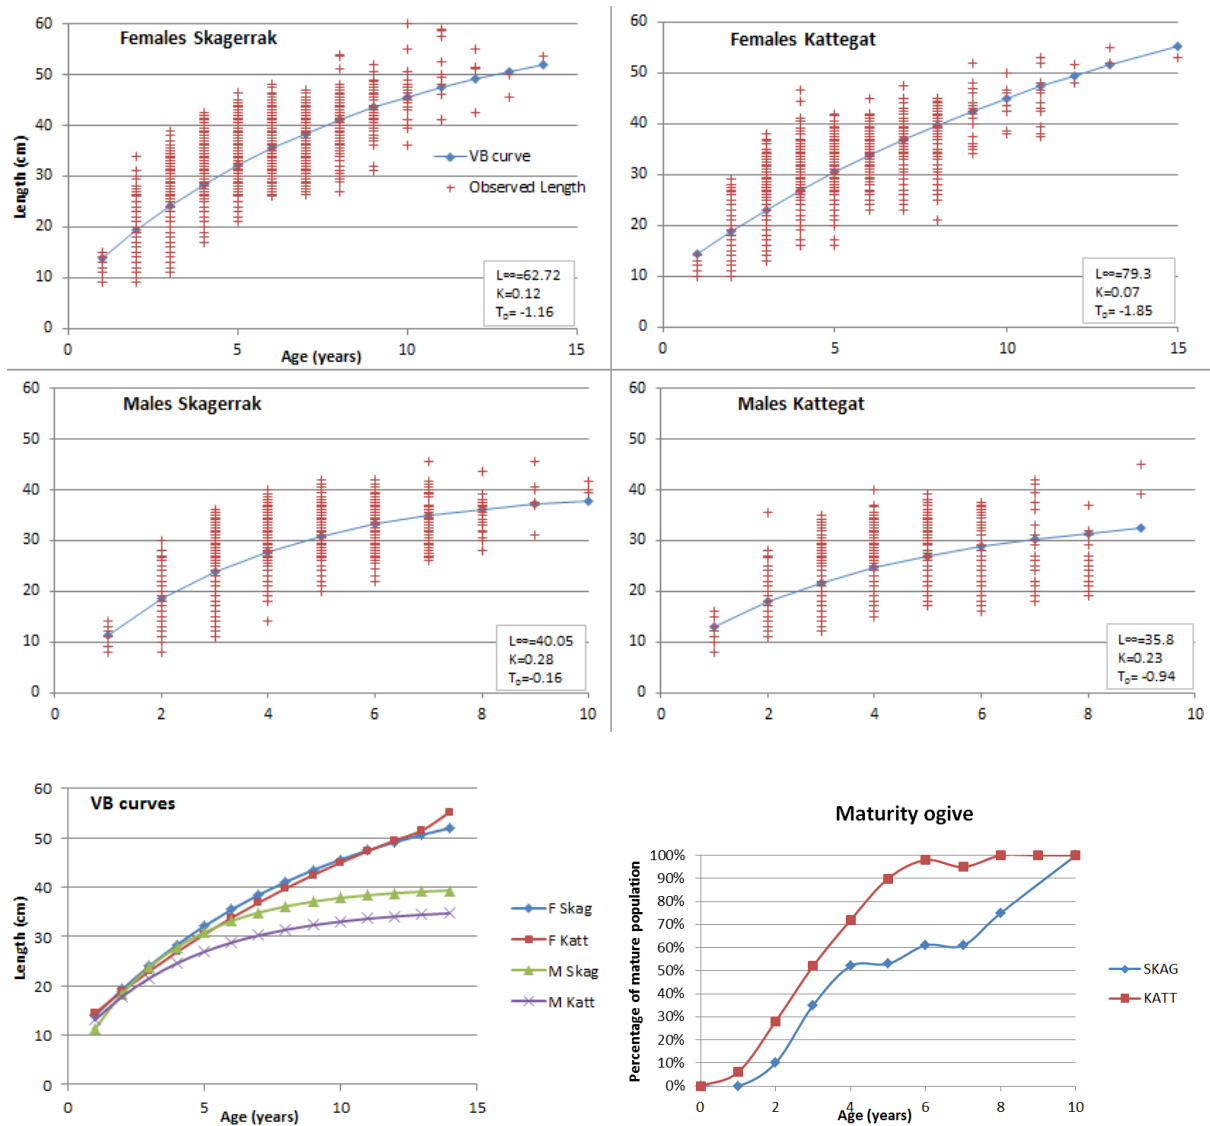 Females Skagerrak
60
50
40
30
20
10
0
Length (cm)
VB curve
Observed Length
L∞=62.72
K=0.12
T₀= -1.16
0 5 10 15
Age (years)
Females Kattegat
60
50
40
30
20
10
0
L∞=79.3
K=0.07
T₀= -1.85
0 5 10 15
Males Skagerrak
60
50
40
30
20
10
0
L∞=40.05
K=0.28
T₀=-0.16
0 2 4 6 8 10
Males Kattegat
60
50
40
30
20
10
0
L∞=35.8
K=0.23
T₀= -0.94
0 2 4 6 8 10
VB curves
60
50
40
30
20
10
0
Length (cm)
F Skag
F Katt
M Skag
M Katt
0 5 10 15
Age (years)
Maturity ogive
100%
90%
80%
70%
60%
50%
40%
30%
20%
10%
0%
Percentage of mature population
SKAG
KATT
0 2 4 6 8 10
Age (years)